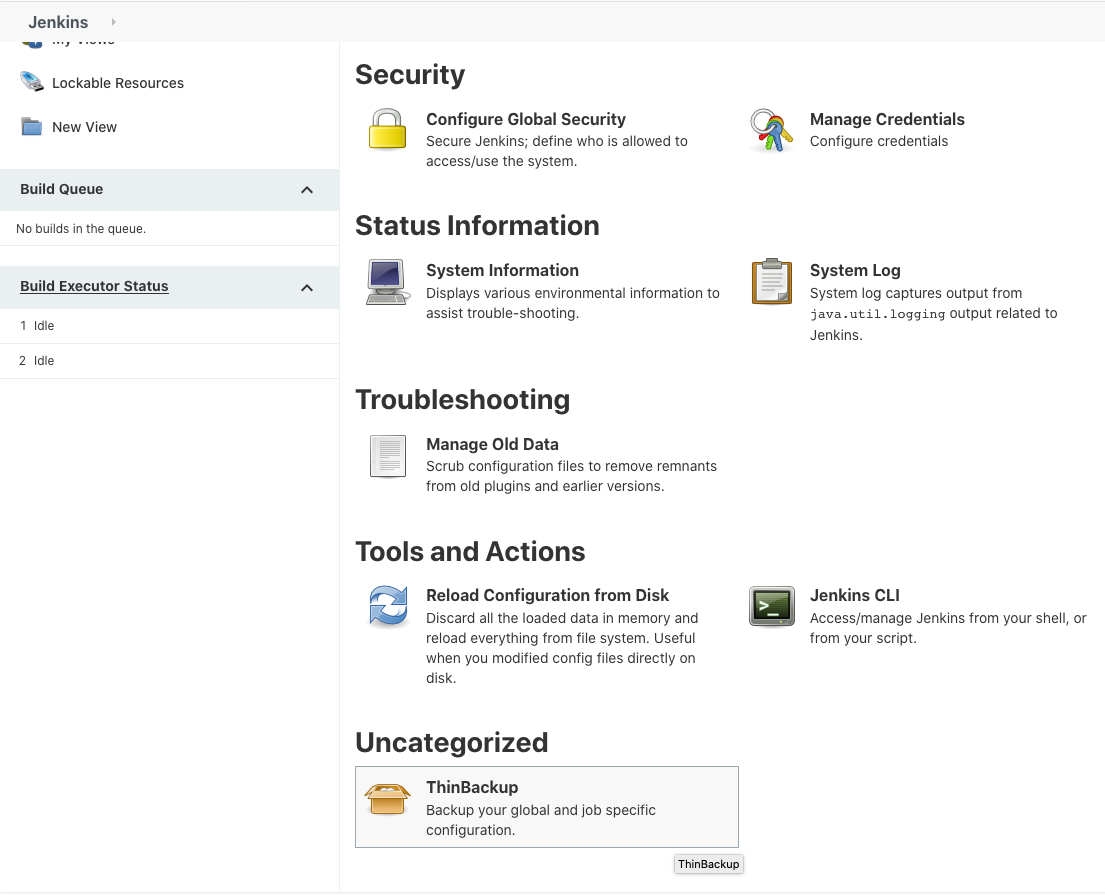 Jenkins
My Views
Lockable Resources
New View
Build Queue
No builds in the queue.
Build Executor Status
1 Idle
2 Idle
Security
Configure Global Security
Secure Jenkins; define who is allowed to
access/use the system.
Manage Credentials
Configure credentials
Status Information
System Information
Displays various environmental information to
assist trouble-shooting.
System Log
System log captures output from
java.util.logging output related to
Jenkins.
Troubleshooting
Manage Old Data
Scrub configuration files to remove remnants
from old plugins and earlier versions.
Tools and Actions
Reload Configuration from Disk
Discard all the loaded data in memory and
reload everything from file system. Useful
when you modified config files directly on
disk.
Jenkins CLI
Access/manage Jenkins from your shell, or
from your script.
Uncategorized
ThinBackup
Backup your global and job specific
configuration.
ThinBackup